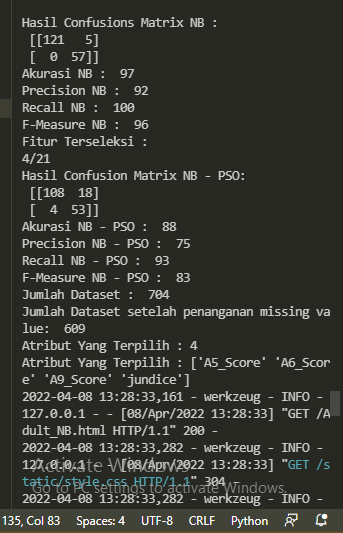 Hasil Confusions Matrix NB :
[[121   5]
[  0  57]]
Akurasi NB :  97
Precision NB :  92
Recall NB :  100
F-Measure NB :  96
Fitur Terseleksi :
4/21
Hasil Confusion Matrix NB - PSO:
[[108  18]
[  4  53]]
Akurasi NB - PSO :  88
Precision NB - PSO :  75
Recall NB - PSO :  93
F-Measure NB - PSO :  83
Jumlah Dataset :  704
Jumlah Dataset setelah penanganan missing va
lue:  609
Atribut Yang Terpilih : 4
Atribut Yang Terpilih : ['A5_Score' 'A6_Scor
e' 'A9_Score' 'jundice']
2022-04-08 13:28:33,161 - werkzeug - INFO -
127.0.0.1 - - [08/Apr/2022 13:28:33] "GET /A
dult_NB.html HTTP/1.1" 200 -
2022-04-08 13:28:33,282 - werkzeug - INFO -
127.0.0.1 - - [08/Apr/2022 13:28:33] "GET /s
tatic/style.css HTTP/1.1" 304
2022-04-08 13:28:33,282 - werkzeug - INFO -
Activate Windows
Go to PC settings to activate Windows.
135, Col 83 Spaces: 4 UTF-8 CRLF Python